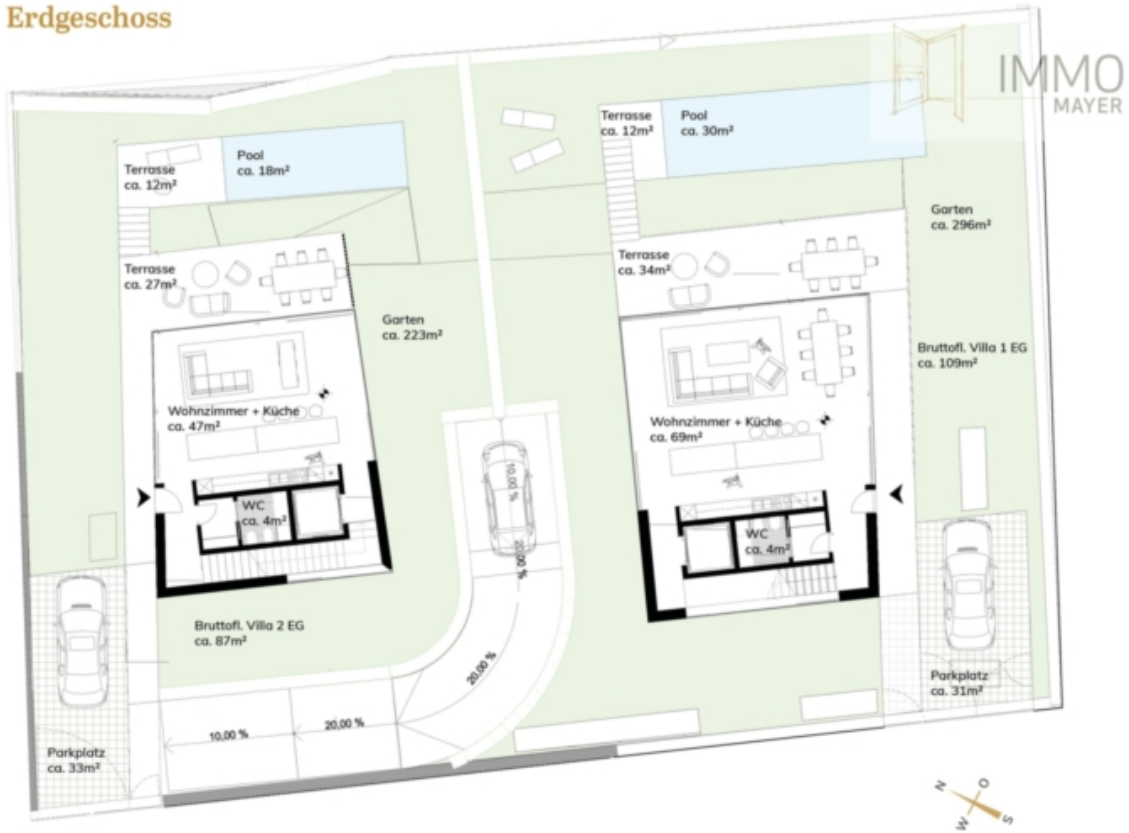 Erdgeschoss
IMMO
MAYER
Terrasse
ca. 12m²
Pool
ca. 18m²
Terrasse
ca. 12m²
Pool
ca. 30m²
Garten
ca. 296m²
Terrasse
ca. 27m²
Terrasse
ca. 34m²
Garten
ca. 223m²
Bruttofl. Villa 1 EG
ca. 109m²
Wohnzimmer + Küche
ca. 47m²
Wohnzimmer + Küche
ca. 69m²
10,00 %
WC
ca. 4m²
WC
ca. 4m²
20,00 %
Bruttofl. Villa 2 EG
ca. 87m²
20,00 %
Parkplatz
ca. 31m²
10,00 %
20,00 %
Parkplatz
ca. 33m²
N
O
W
S